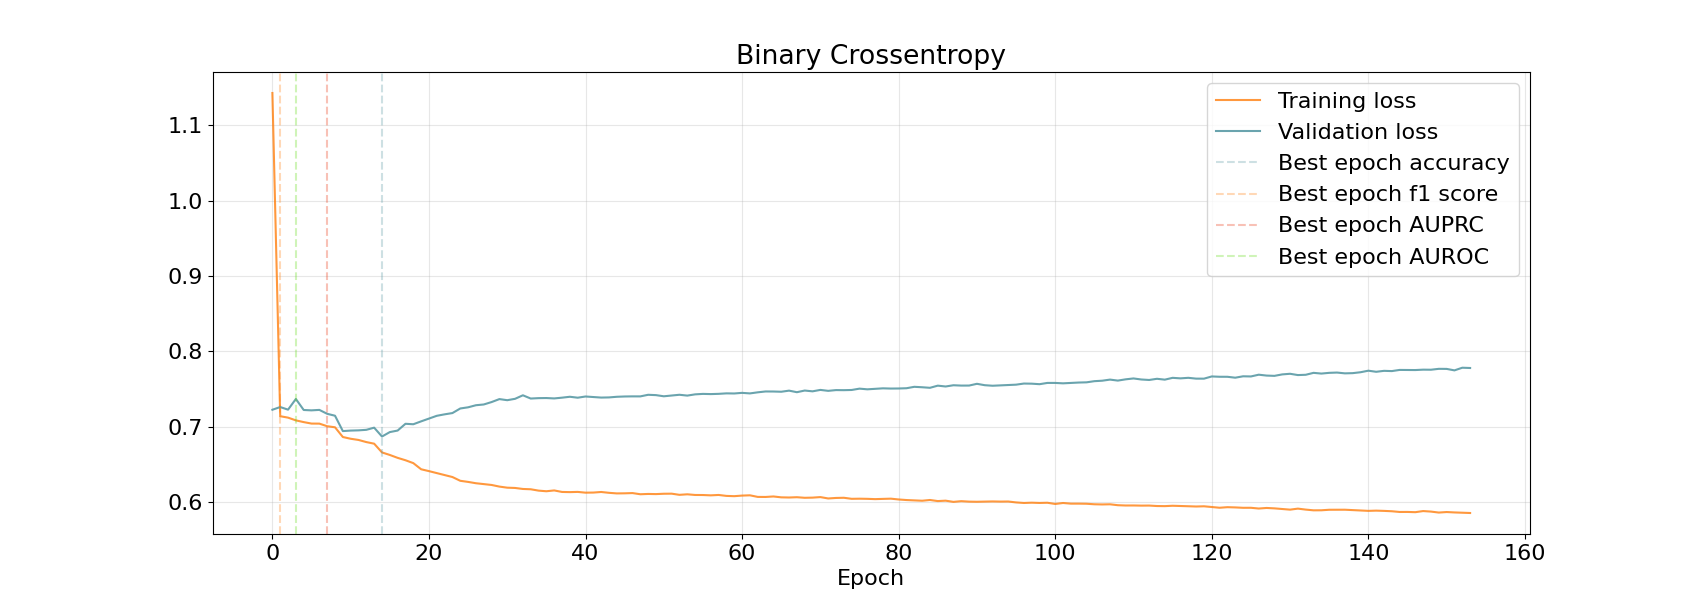 Binary Crossentropy
1.1
1.0
0.9
0.8
0.7
0.6
Training loss
Validation loss
Best epoch accuracy
Best epoch f1 score
Best epoch AUPRC
Best epoch AUROC
0 20 40 60 80 100 120 140 160
Epoch